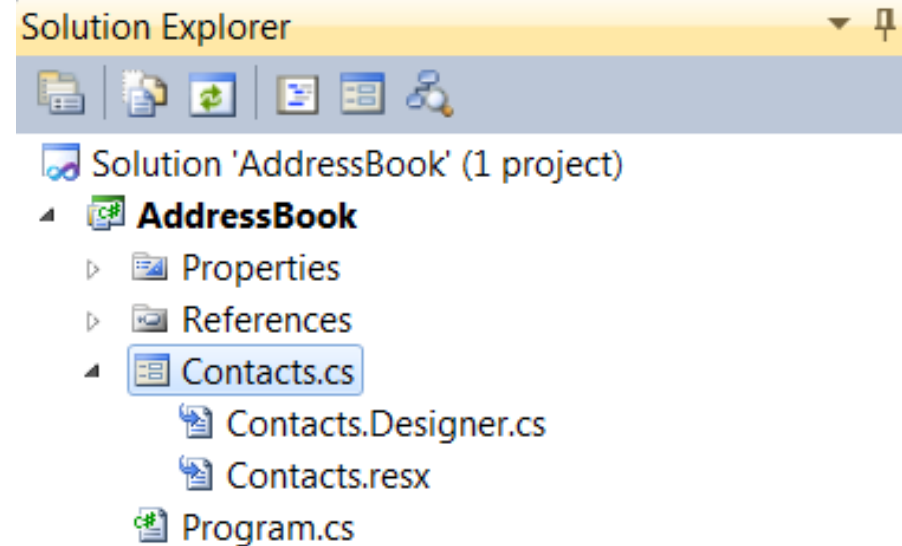 Solution Explorer
Solution 'AddressBook' (1 project)
AddressBook
Properties
References
Contacts.cs
Contacts.Designer.cs
Contacts.resx
Program.cs